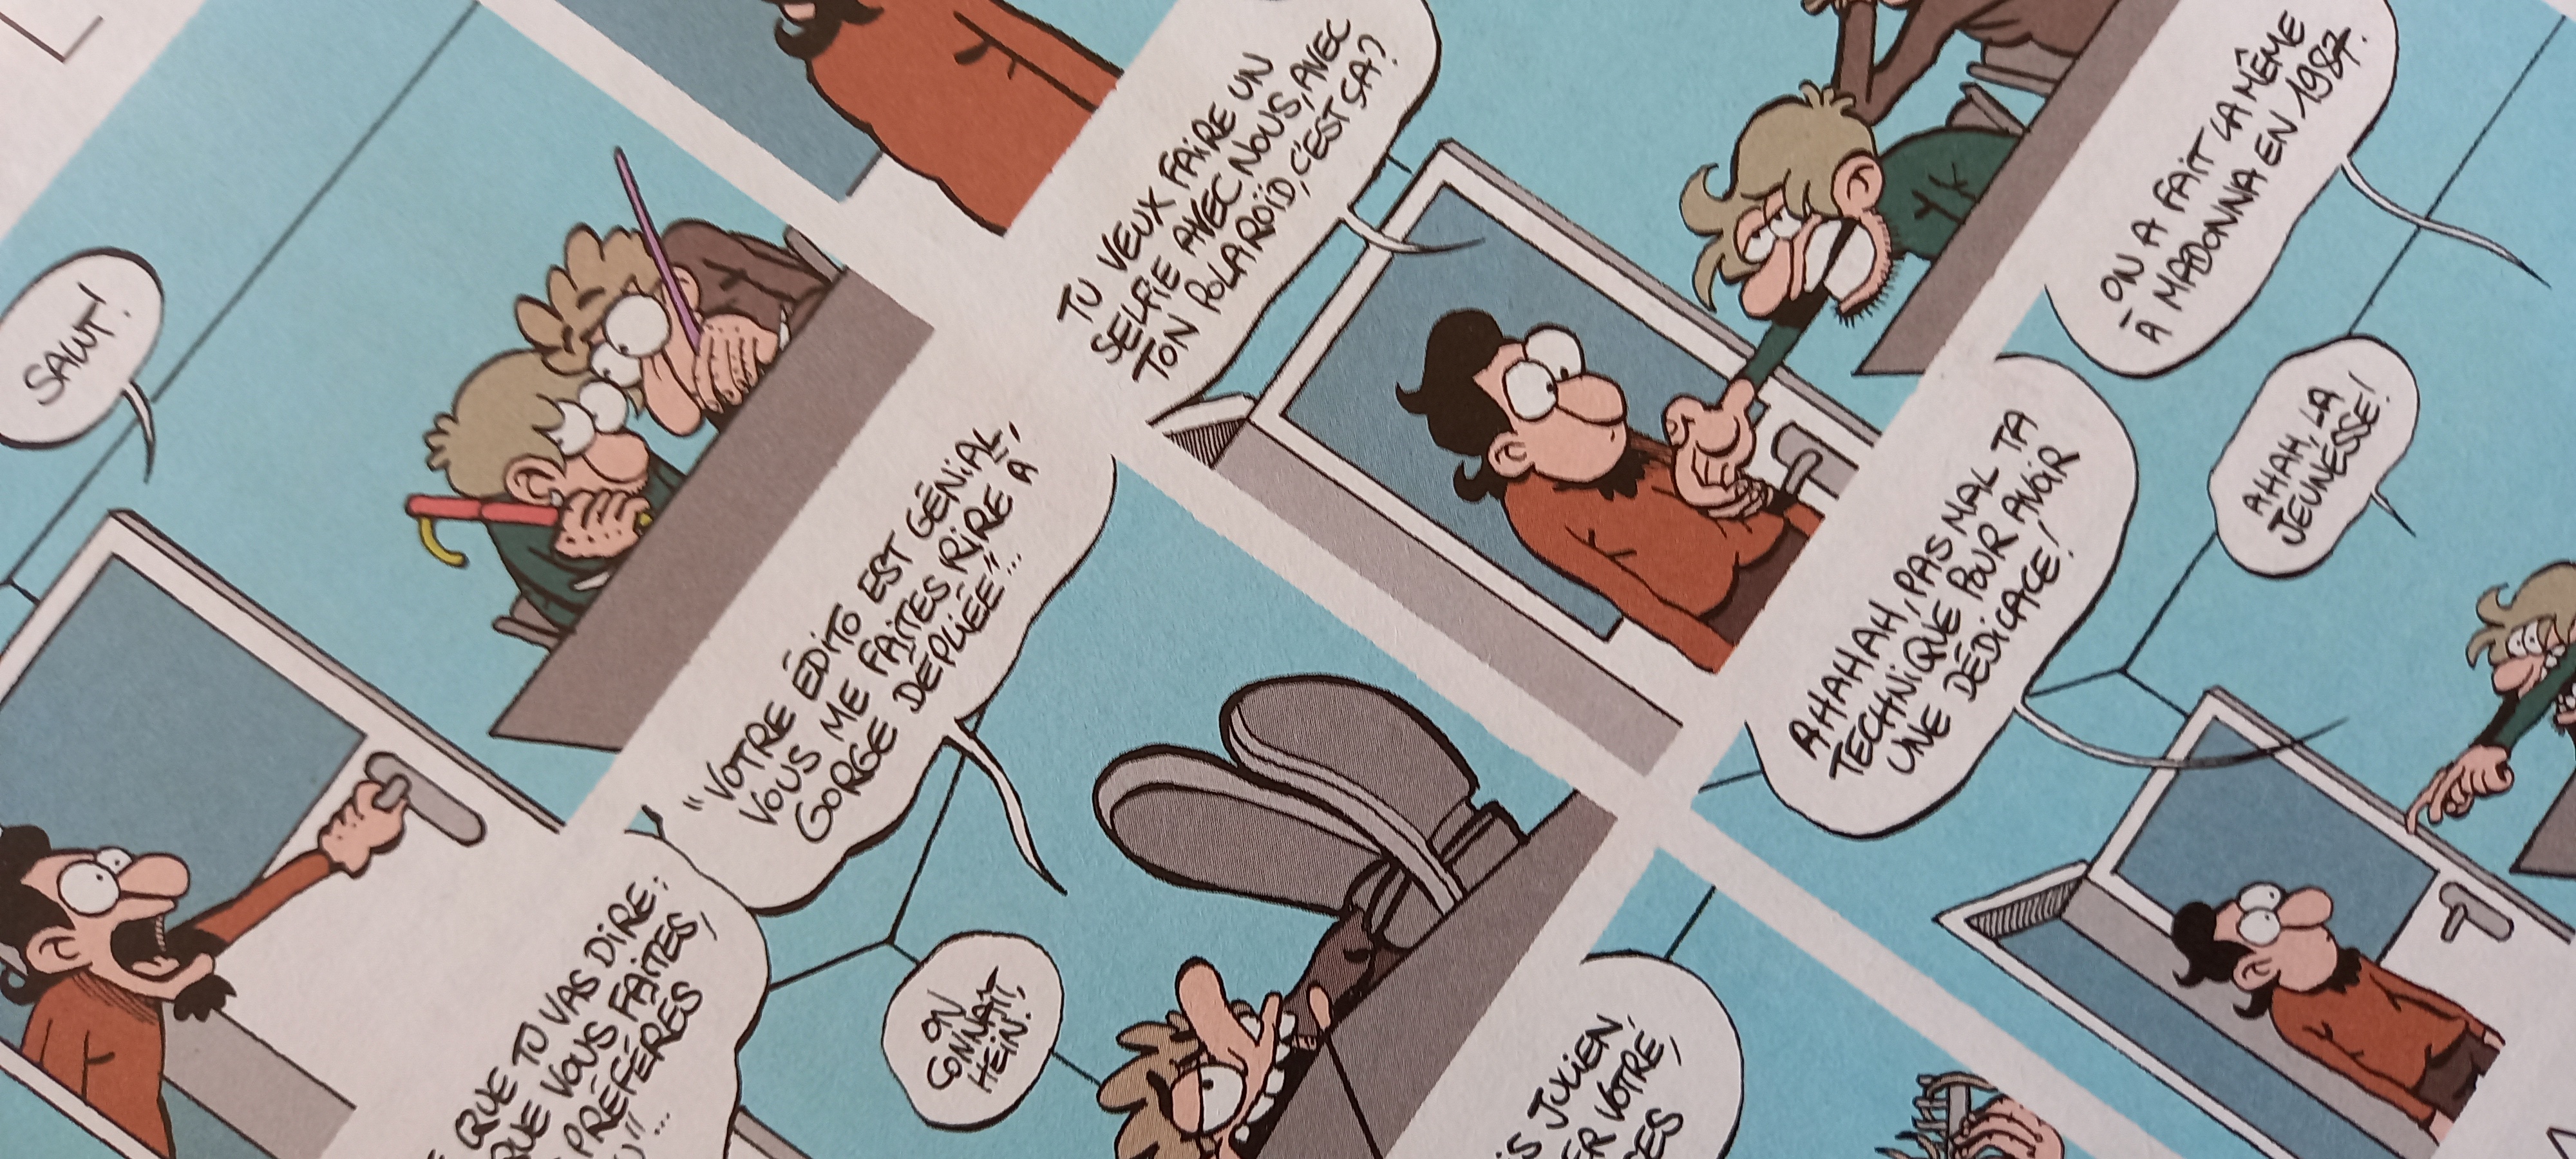 SALUT!
QUE TU VAS DIRE:
QUE VOUS FAITES,
PRÉFÉRÉS
"VOTRE ÉDITO EST GÉNIAL,
VOUS ME FAITES RIRE À
GORGE DÉPLIÉE"...
ON
CONNAÎT,
HEIN.
TU VEUX FAIRE UN
SELFIE AVEC NOUS, AVEC
TON POLAROÏD, C'EST ÇA?
JULIEN,
VOTRE,
AHAHAH, PAS MAL TA
TECHNIQUE POUR AVOIR
UNE DÉDICACE!
ON A FAIT LA MÊME
À MADONNA EN 1987.
AHAH, LA
JEUNESSE!